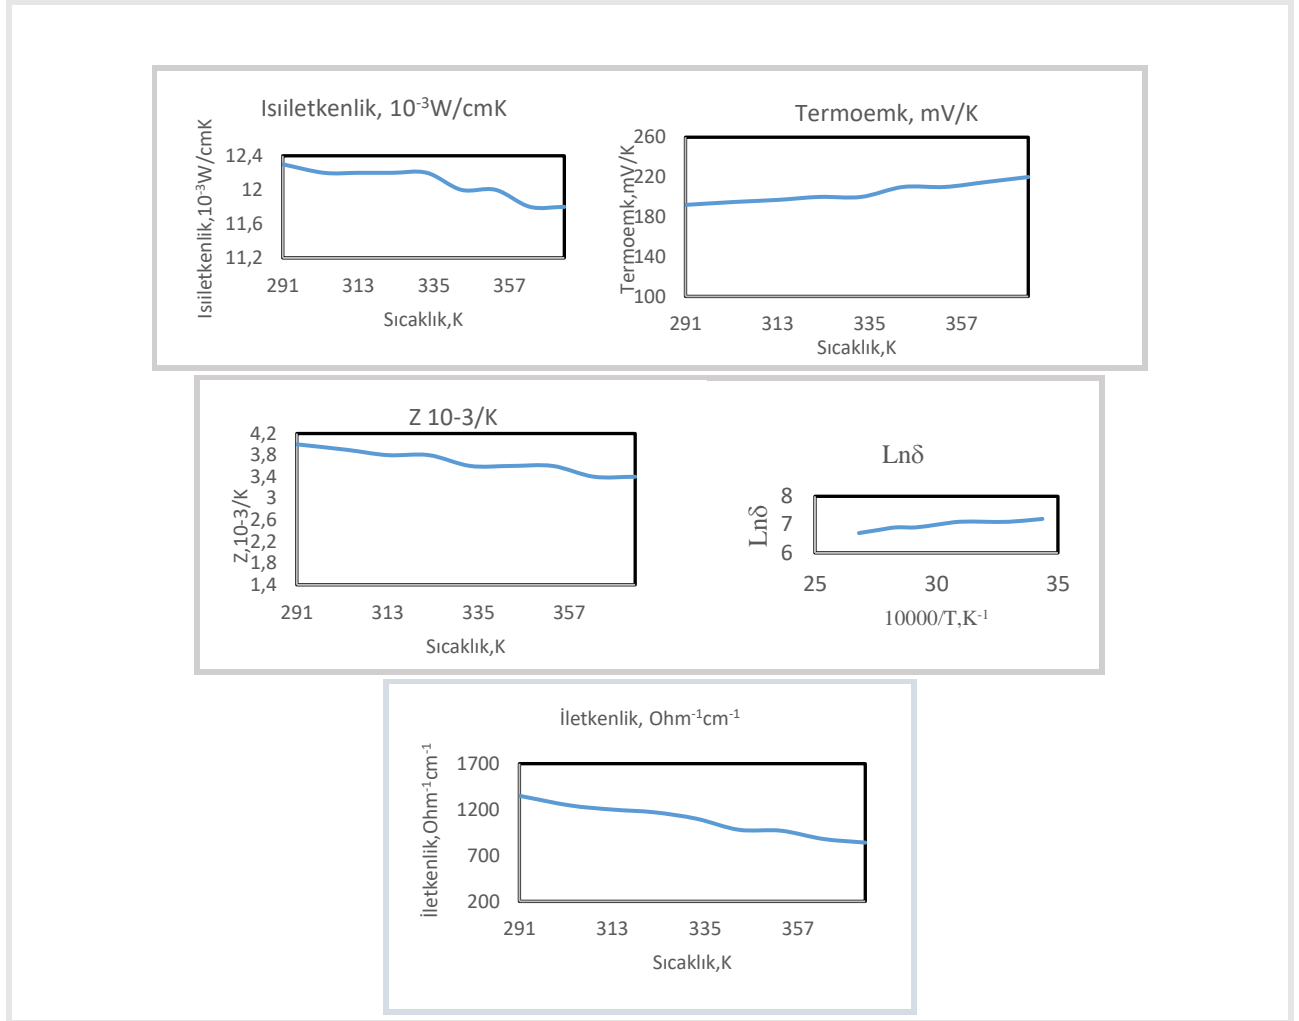 Isıiletkenlik, 10⁻³W/cmK
Isıiletkenlik,10⁻³W/cmK
12,4
12
11,6
11,2
291 313 335 357
Sıcaklık,K
Termoemk, mV/K
Termoemk,mV/K
260
220
180
140
100
291 313 335 357
Sıcaklık,K
Z 10-3/K
Z,10-3/K
4,2
3,8
3,4
3
2,6
2,2
1,8
1,4
291 313 335 357
Sıcaklık,K
Lnδ
Lnδ
8
7
6
25 30 35
10000/T,K⁻¹
İletkenlik, Ohm⁻¹cm⁻¹
İletkenlik,Ohm⁻¹cm⁻¹
1700
1200
700
200
291 313 335 357
Sıcaklık,K